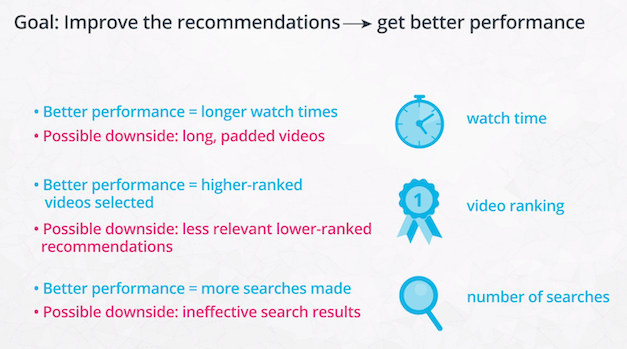 Goal: Improve the recommendations → get better performance
• Better performance = longer watch times
• Possible downside: long, padded videos
watch time
• Better performance = higher-ranked
videos selected
• Possible downside: less relevant lower-ranked
recommendations
1
video ranking
• Better performance = more searches made
• Possible downside: ineffective search results
number of searches